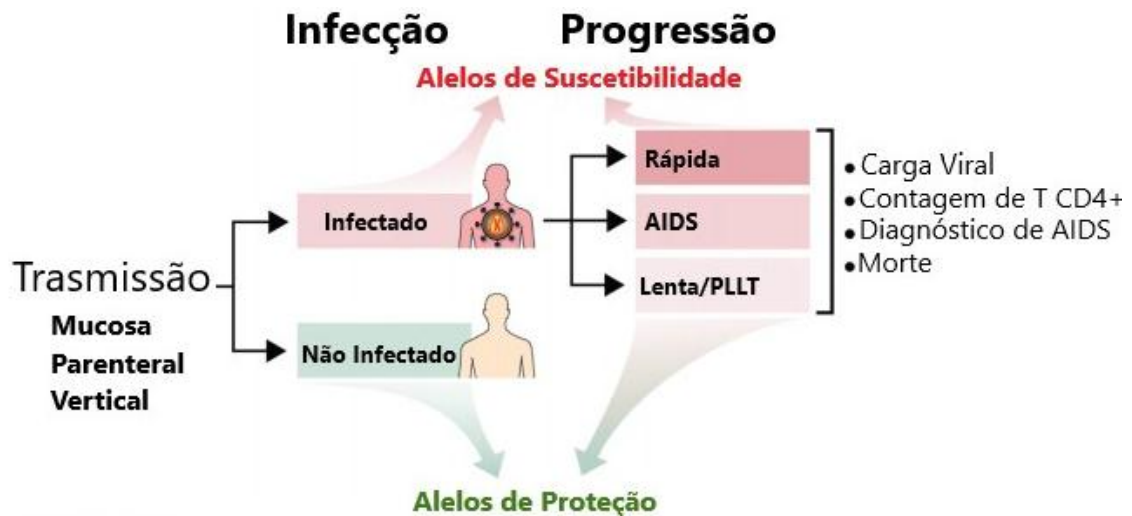 Infecção
Progressão
Alelos de Suscetibilidade
Trasmissão
Mucosa
Parenteral
Vertical
Infectado
Não Infectado
Rápida
AIDS
Lenta/PLLT
• Carga Viral
• Contagem de T CD4+
• Diagnóstico de AIDS
• Morte
Alelos de Proteção